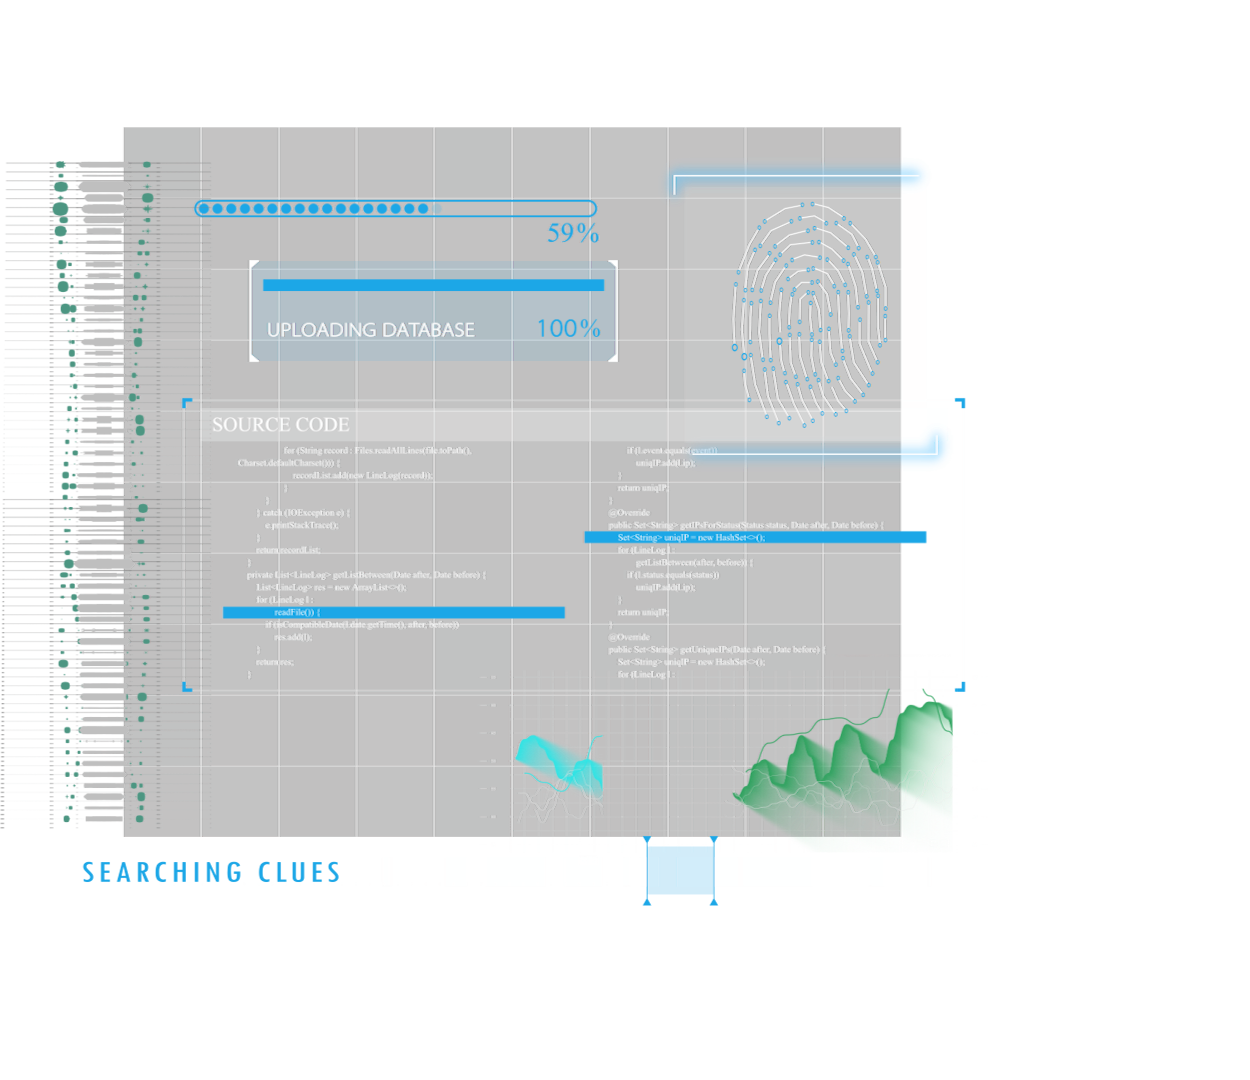 59%
UPLOADING DATABASE 100%
SOURCE CODE
for (String record : Files.readAllLines(file.toPath(),
Charset.defaultCharset())) {
recordList.add(new LineLog(record));
}
}
} catch (IOException e) {
e.printStackTrace();
}
return recordList;
}
private List<LineLog> getListBetween(Date after, Date before) {
List<LineLog> res = new ArrayList<>();
for (LineLog l :
readFile()) {
if (isCompatibleDate(l.date.getTime(), after, before))
res.add(l);
}
return res;
}
if (l.event.equals(event))
uniqIP.add(l.ip);
}
return uniqIP;
}
@Override
public Set<String> getIPsForStatus(Status status, Date after, Date before) {
Set<String> uniqIP = new HashSet<>();
for (LineLog l :
getListBetween(after, before)) {
if (l.status.equals(status))
uniqIP.add(l.ip);
}
return uniqIP;
}
@Override
public Set<String> getUniqueIPs(Date after, Date before) {
Set<String> uniqIP = new HashSet<>();
for (LineLog l :
SEARCHING CLUES